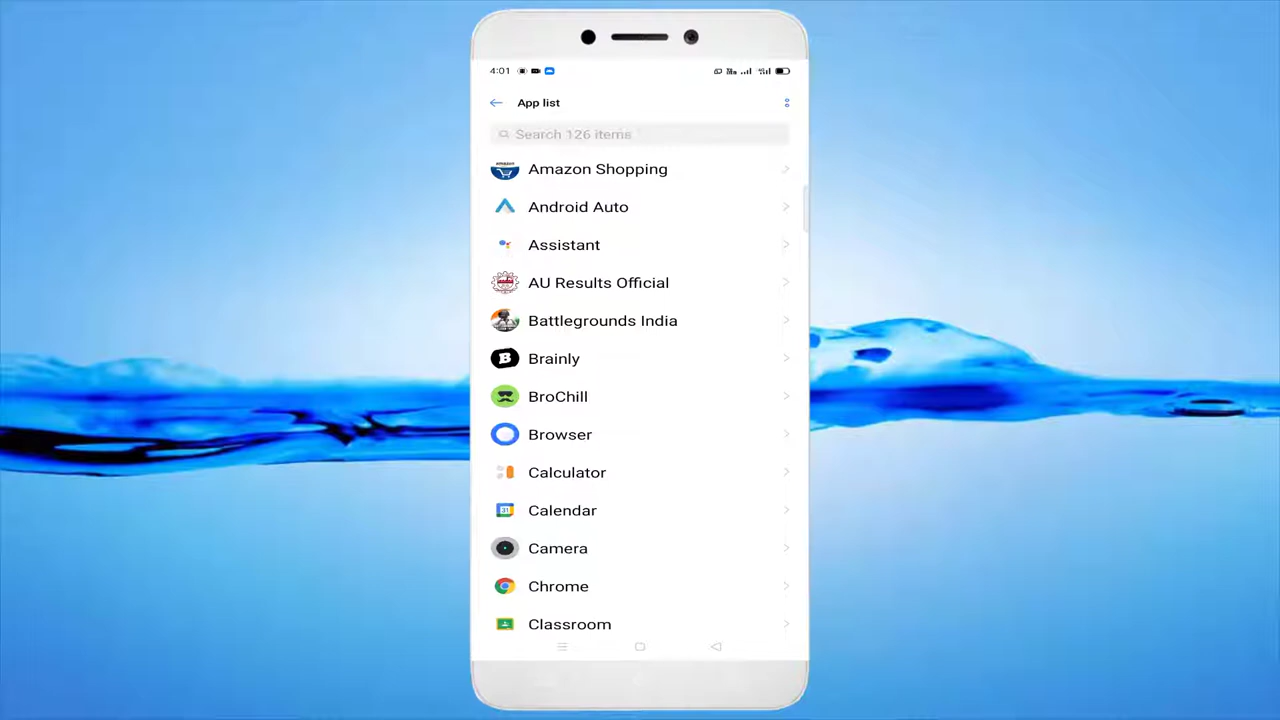 4:01
App list
Search 126 items
Amazon Shopping
Android Auto
Assistant
AU Results Official
Battlegrounds India
Brainly
BroChill
Browser
Calculator
31
Calendar
Camera
Chrome
Classroom